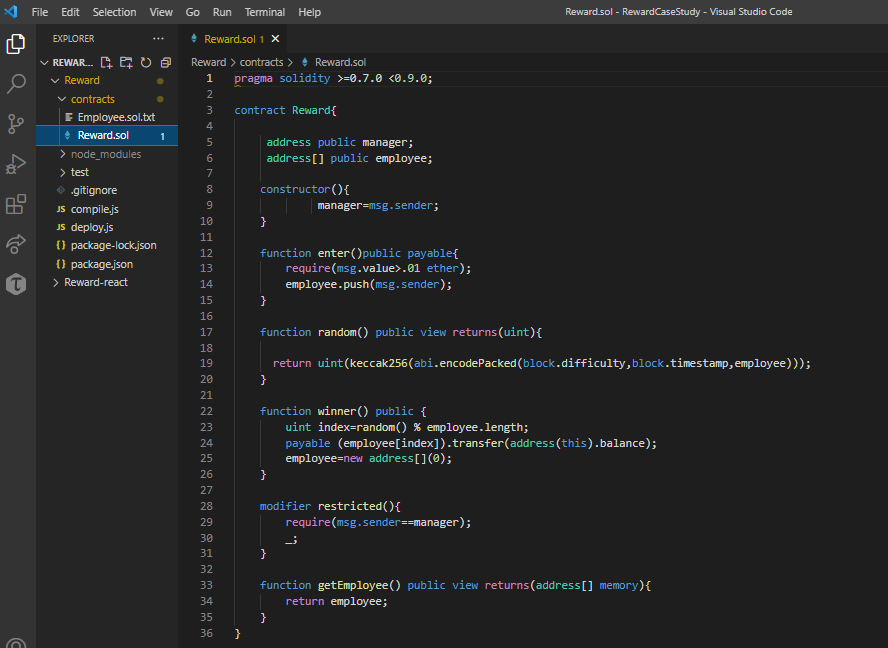 File Edit Selection View Go Run Terminal Help
Reward.sol - RewardCaseStudy - Visual Studio Code
EXPLORER ···
REWAR...
Reward
contracts
Employee.sol.txt
Reward.sol 1
node_modules
test
.gitignore
JS compile.js
JS deploy.js
{} package-lock.json
{} package.json
Reward-react
Reward.sol 1
Reward > contracts > Reward.sol
1 pragma solidity >=0.7.0 <0.9.0;
2
3 contract Reward{
4
5 address public manager;
6 address[] public employee;
7
8 constructor(){
9 manager=msg.sender;
10 }
11
12 function enter()public payable{
13 require(msg.value>.01 ether);
14 employee.push(msg.sender);
15 }
16
17 function random() public view returns(uint){
18
19 return uint(keccak256(abi.encodePacked(block.difficulty,block.timestamp,employee)));
20 }
21
22 function winner() public {
23 uint index=random() % employee.length;
24 payable (employee[index]).transfer(address(this).balance);
25 employee=new address[](0);
26 }
27
28 modifier restricted(){
29 require(msg.sender==manager);
30 _;
31 }
32
33 function getEmployee() public view returns(address[] memory){
34 return employee;
35 }
36 }